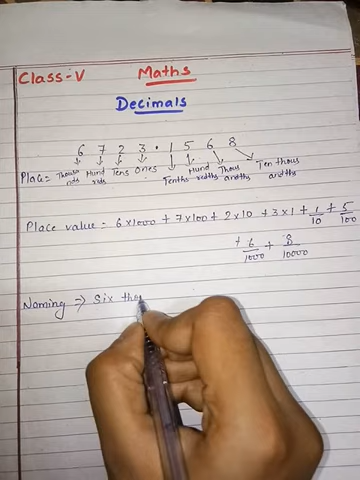 Class-V Maths
Decimals
6 7 2 3 . 1 5 6 8
Place= Thousands Hundreds Tens Ones Tenths Hundredths Thousandths Ten thousandths
Place value = 6×1000 + 7×100 + 2×10 + 3×1 + 1/10 + 5/100
+ 6/1000 + 8/10000
Naming ⇒ Six tho